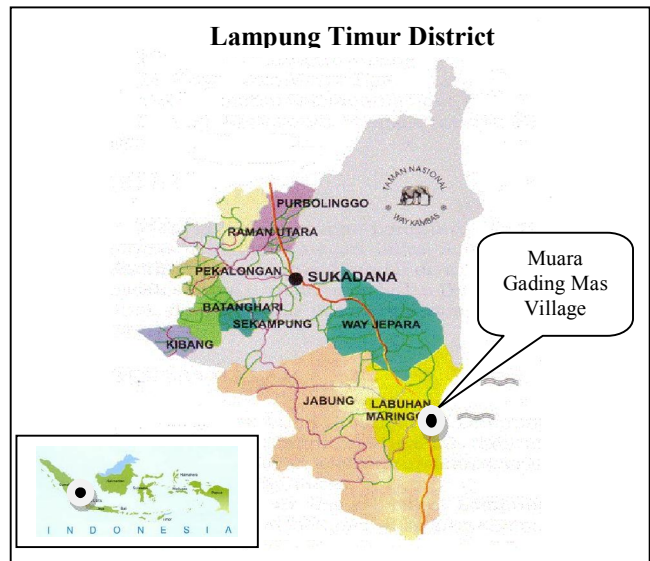 Lampung Timur District
TAMAN NASIONAL
WAY KAMBAS
PURBOLINGGO
RAMAN UTARA
Muara
Gading Mas
Village
PEKALONGAN
SUKADANA
BATANGHARI
SEKAMPUNG
WAY JEPARA
KIBANG
JABUNG
LABUHAN
MARINGG
INDONESIA